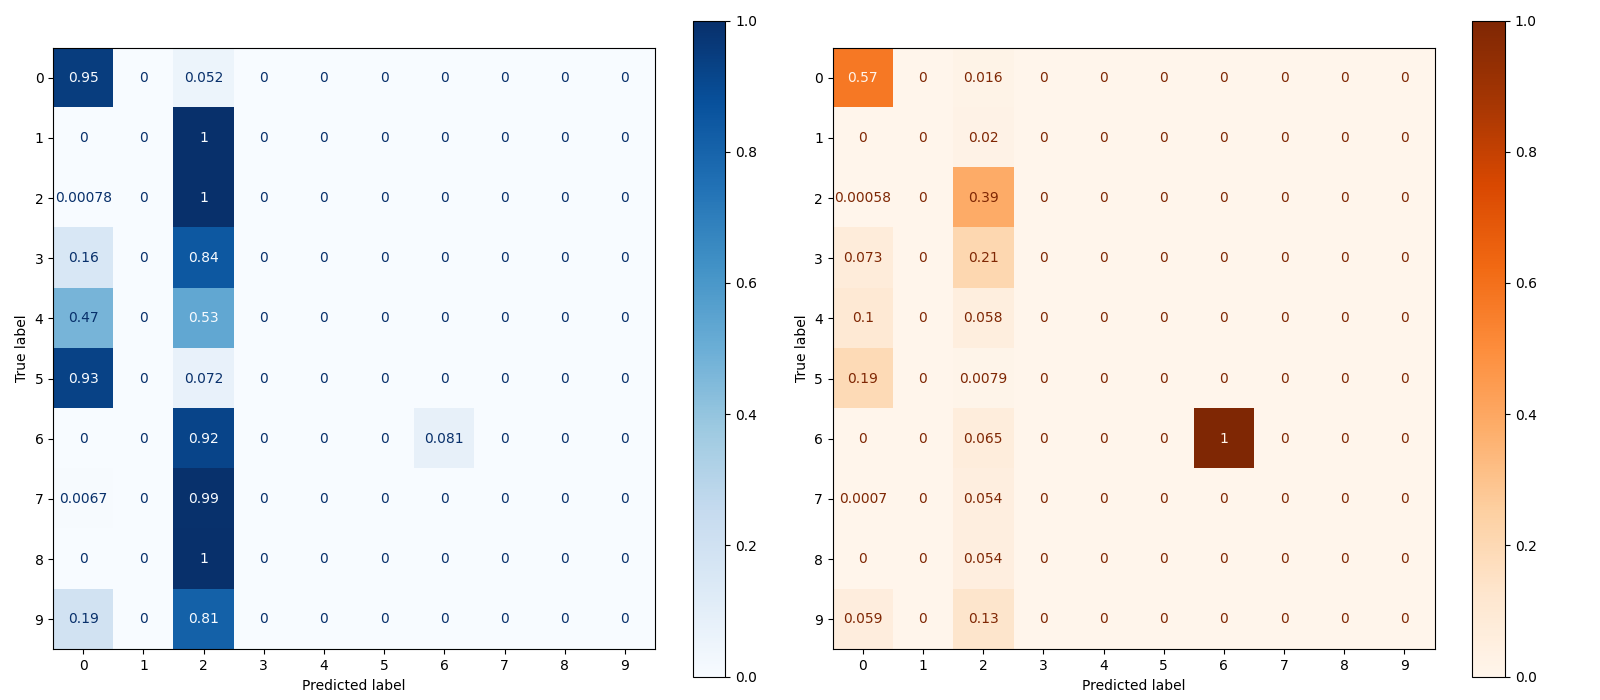 1.0 1.0
0 0.95 0 0.052 0 0 0 0 0 0 0 0 0.57 0 0.016 0 0 0 0 0 0 0
1 0 0 1 0 0 0 0 0 0 0 1 0 0 0.02 0 0 0 0 0 0 0
0.8 0.8
2 0.00078 0 1 0 0 0 0 0 0 0 2 0.00058 0 0.39 0 0 0 0 0 0 0
3 0.16 0 0.84 0 0 0 0 0 0 0 3 0.073 0 0.21 0 0 0 0 0 0 0
0.6 0.6
4 0.47 0 0.53 0 0 0 0 0 0 0 4 0.1 0 0.058 0 0 0 0 0 0 0
True label True label
5 0.93 0 0.072 0 0 0 0 0 0 0 5 0.19 0 0.0079 0 0 0 0 0 0 0
0.4 0.4
6 0 0 0.92 0 0 0 0.081 0 0 0 6 0 0 0.065 0 0 0 1 0 0 0
7 0.0067 0 0.99 0 0 0 0 0 0 0 7 0.0007 0 0.054 0 0 0 0 0 0 0
0.2 0.2
8 0 0 1 0 0 0 0 0 0 0 8 0 0 0.054 0 0 0 0 0 0 0
9 0.19 0 0.81 0 0 0 0 0 0 0 9 0.059 0 0.13 0 0 0 0 0 0 0
0 1 2 3 4 5 6 7 8 9 0 1 2 3 4 5 6 7 8 9
0.0 0.0
Predicted label Predicted label